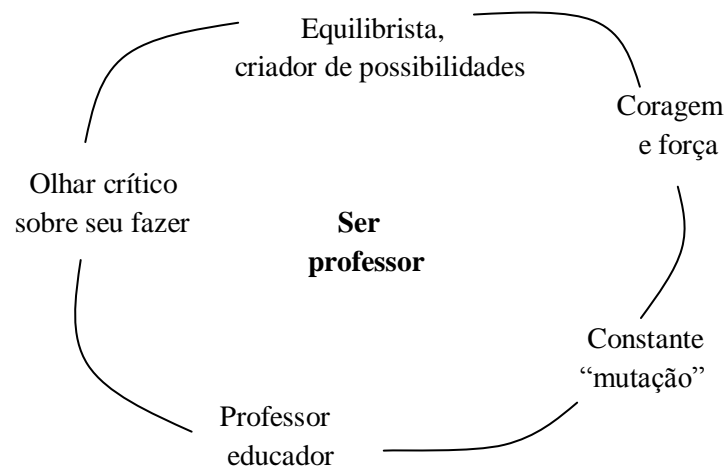 Equilibrista,
criador de possibilidades
Coragem
e força
Olhar crítico
sobre seu fazer
Ser
professor
Constante
“mutação”
Professor
educador